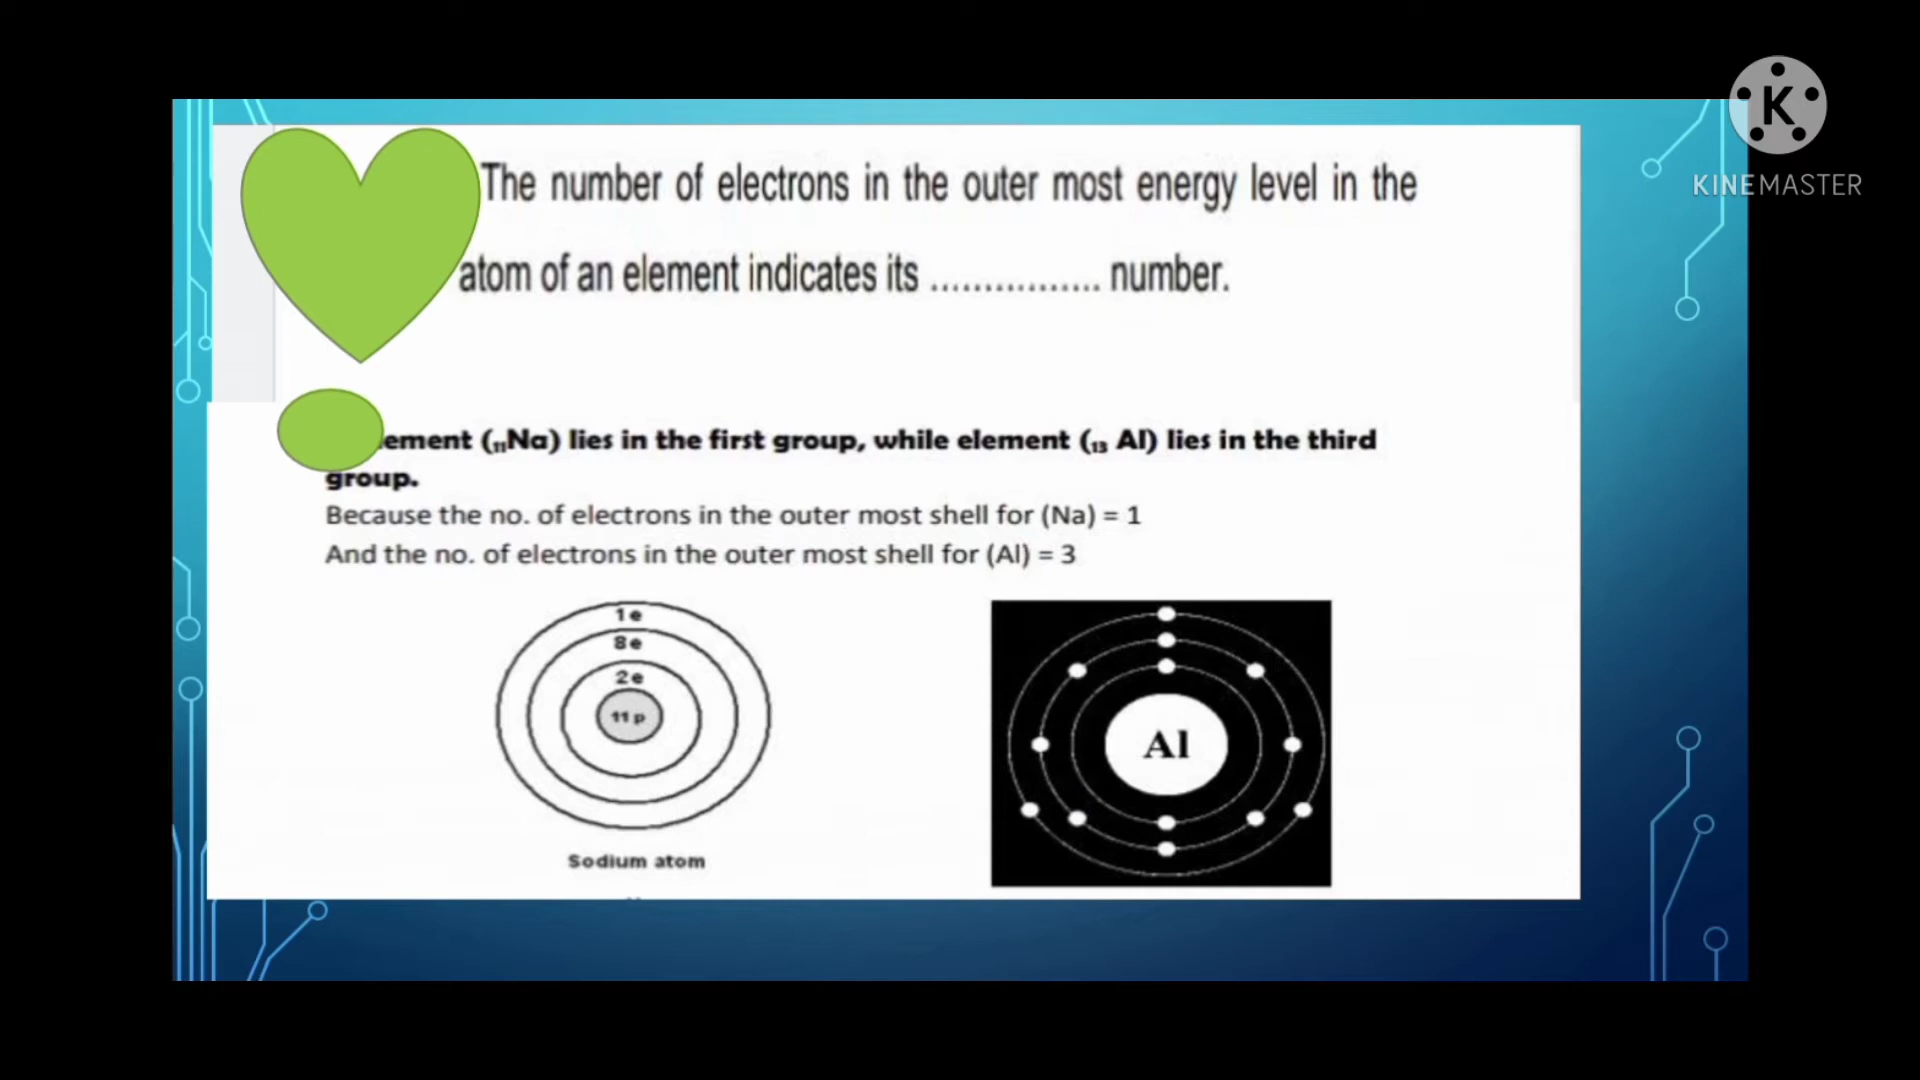 The number of electrons in the outer most energy level in the
atom of an element indicates its ................ number.
ement (₁₁Na) lies in the first group, while element (₁₃ Al) lies in the third
group.
Because the no. of electrons in the outer most shell for (Na) = 1
And the no. of electrons in the outer most shell for (Al) = 3
1e
8e
2e
11p
Sodium atom
Al
K
KINEMASTER